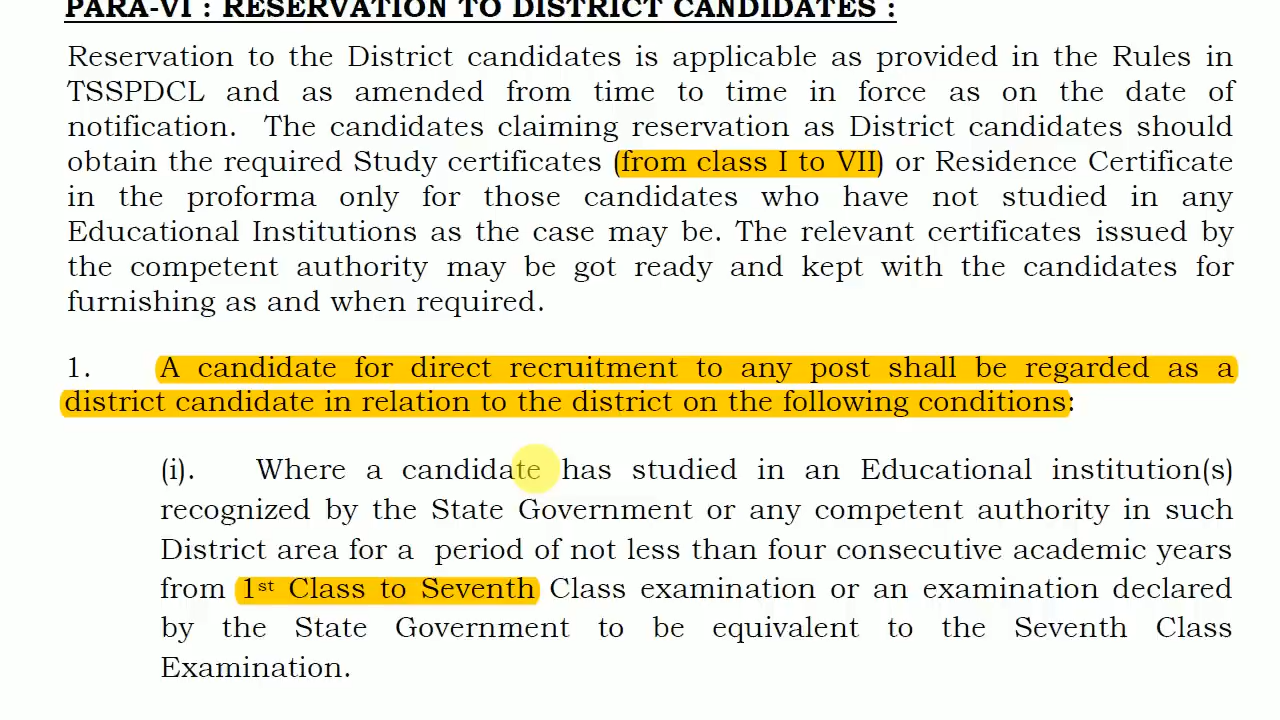 PARA-VI : RESERVATION TO DISTRICT CANDIDATES :
Reservation to the District candidates is applicable as provided in the Rules in
TSSPDCL and as amended from time to time in force as on the date of
notification. The candidates claiming reservation as District candidates should
obtain the required Study certificates (from class I to VII) or Residence Certificate
in the proforma only for those candidates who have not studied in any
Educational Institutions as the case may be. The relevant certificates issued by
the competent authority may be got ready and kept with the candidates for
furnishing as and when required.
1. A candidate for direct recruitment to any post shall be regarded as a
district candidate in relation to the district on the following conditions:
(i). Where a candidate has studied in an Educational institution(s)
recognized by the State Government or any competent authority in such
District area for a period of not less than four consecutive academic years
from 1st Class to Seventh Class examination or an examination declared
by the State Government to be equivalent to the Seventh Class
Examination.